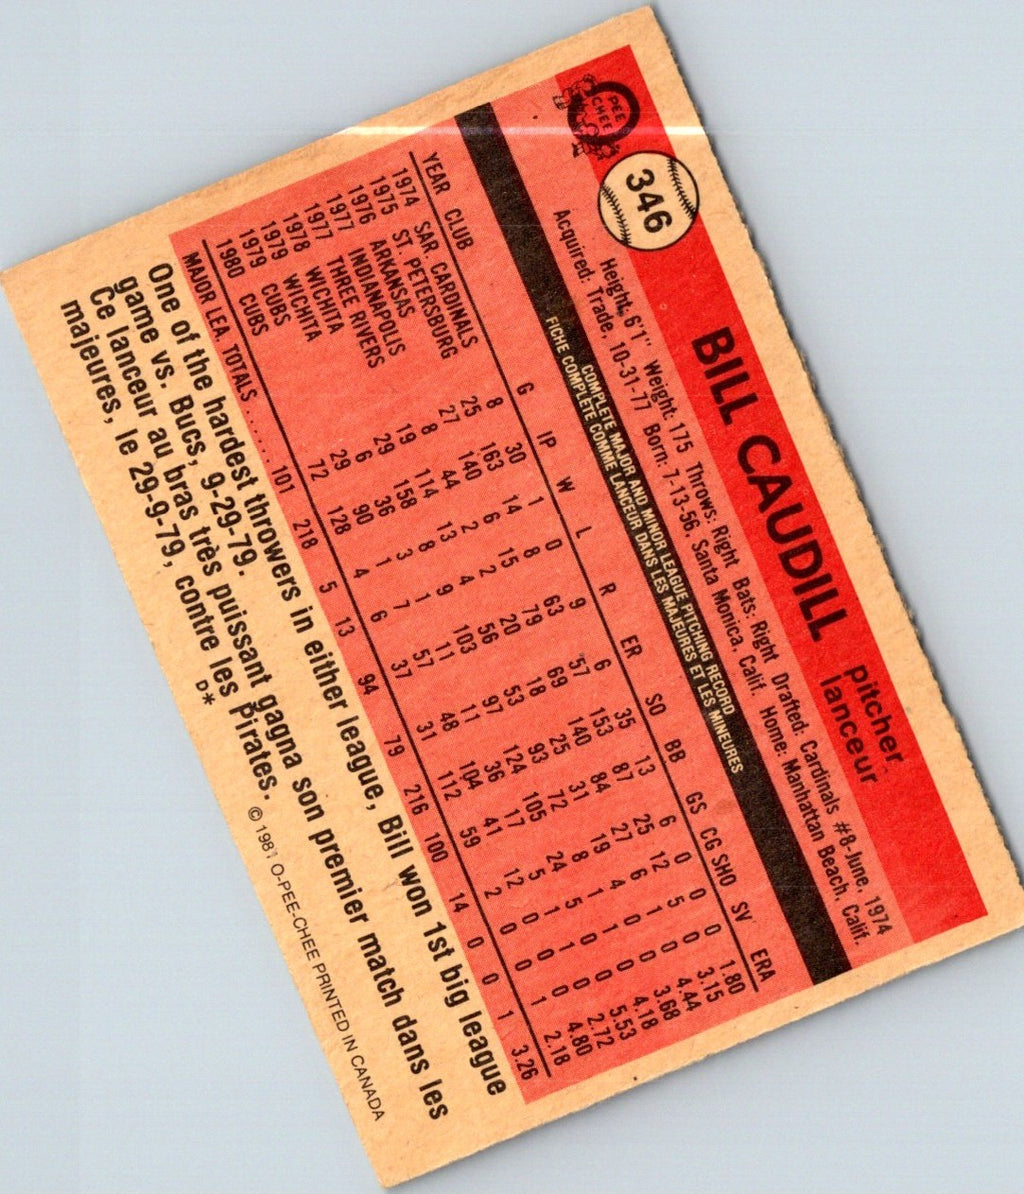 PEE
CHEE
346
BILL CAUDILL
pitcher
lanceur
Height: 6'1" Weight: 175 Throws: Right Bats: Right Drafted: Cardinals #8-June, 1974
Acquired: Trade, 10-31-77 Born: 7-13-56, Santa Monica, Calif. Home: Manhattan Beach, Calif.
COMPLETE MAJOR AND MINOR LEAGUE PITCHING RECORD
FICHE COMPLÈTE COMME LANCEUR DANS LES MAJEURES ET LES MINEURES
YEAR CLUB G IP W L R ER SO BB GS CG SHO SV ERA
1974 SAR. CARDINALS 8 30 1 0 9 6 35 13 6 0 0 0 1.80
1975 ST. PETERSBURG 25 163 14 8 63 57 153 87 25 12 5 0 3.15
1976 ARKANSAS 27 140 6 15 79 69 140 84 27 6 1 0 4.44
1977 INDIANAPOLIS 8 44 2 2 20 18 25 31 19 4 0 0 3.68
1977 THREE RIVERS 19 114 13 4 56 53 93 72 8 1 0 0 4.18
1978 WICHITA 29 158 8 9 103 97 124 105 24 5 1 0 5.53
1979 WICHITA 6 36 3 1 11 11 36 17 5 1 0 0 2.72
1979 CUBS 29 90 1 7 57 48 104 41 12 0 0 0 4.80
1980 CUBS 72 128 4 6 37 31 112 59 2 0 0 1 2.18
MAJOR LEA. TOTALS ...... 101 218 5 13 94 79 216 100 14 0 0 1 3.26
One of the hardest throwers in either league, Bill won 1st big league
game vs. Bucs, 9-29-79.
Ce lanceur au bras très puissant gagna son premier match dans les
majeures, le 29-9-79, contre les Pirates.
D*
© 1981 O-PEE-CHEE PRINTED IN CANADA